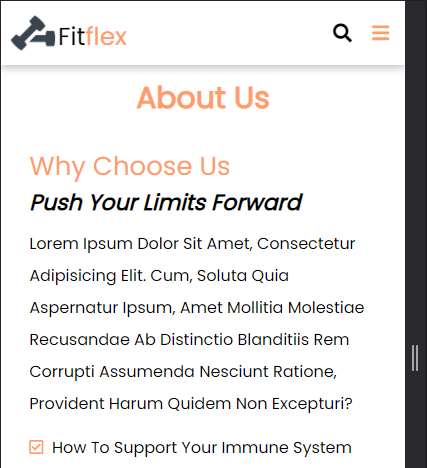 Fitflex
About Us
Why Choose Us
Push Your Limits Forward
Lorem Ipsum Dolor Sit Amet, Consectetur
Adipisicing Elit. Cum, Soluta Quia
Aspernatur Ipsum, Amet Mollitia Molestiae
Recusandae Ab Distinctio Blanditiis Rem
Corrupti Assumenda Nesciunt Ratione,
Provident Harum Quidem Non Excepturi?
How To Support Your Immune System